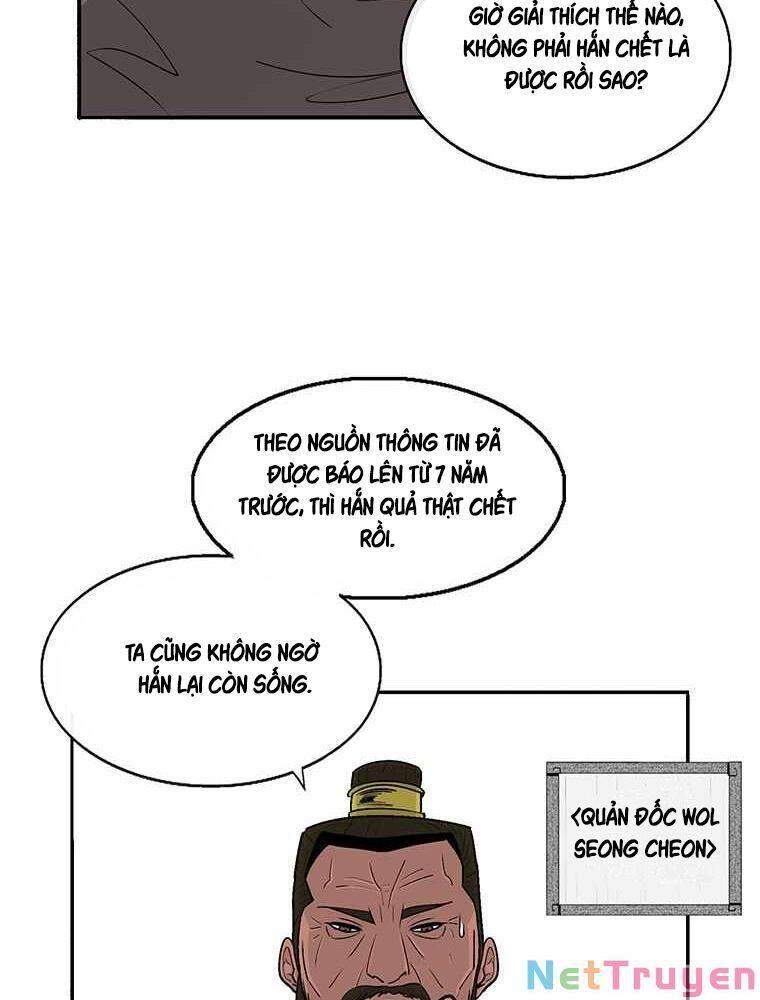 GIỜ GIẢI THÍCH THẾ NÀO,
KHÔNG PHẢI HẮN CHẾT LÀ
ĐƯỢC RỒI SAO?
THEO NGUỒN THÔNG TIN ĐÃ
ĐƯỢC BÁO LÊN TỪ 7 NĂM
TRƯỚC, THÌ HẮN QUẢ THẬT CHẾT
RỒI.
TA CŨNG KHÔNG NGỜ
HẮN LẠI CÒN SỐNG.
<QUẢN ĐỐC WOL
SEONG CHEON>
NetTruyen